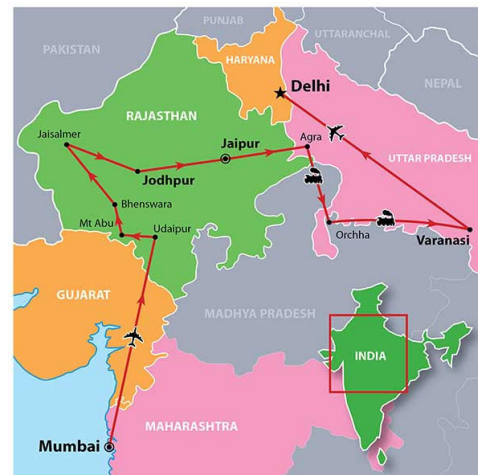 PUNJAB
UTTARANCHAL
PAKISTAN
HARYANA
NEPAL
Delhi
RAJASTHAN
Jaisalmer
Jaipur
Agra
UTTAR PRADESH
Jodhpur
Bhenswara
Mt Abu
Udaipur
Orchha
Varanasi
GUJARAT
MADHYA PRADESH
INDIA
MAHARASHTRA
Mumbai